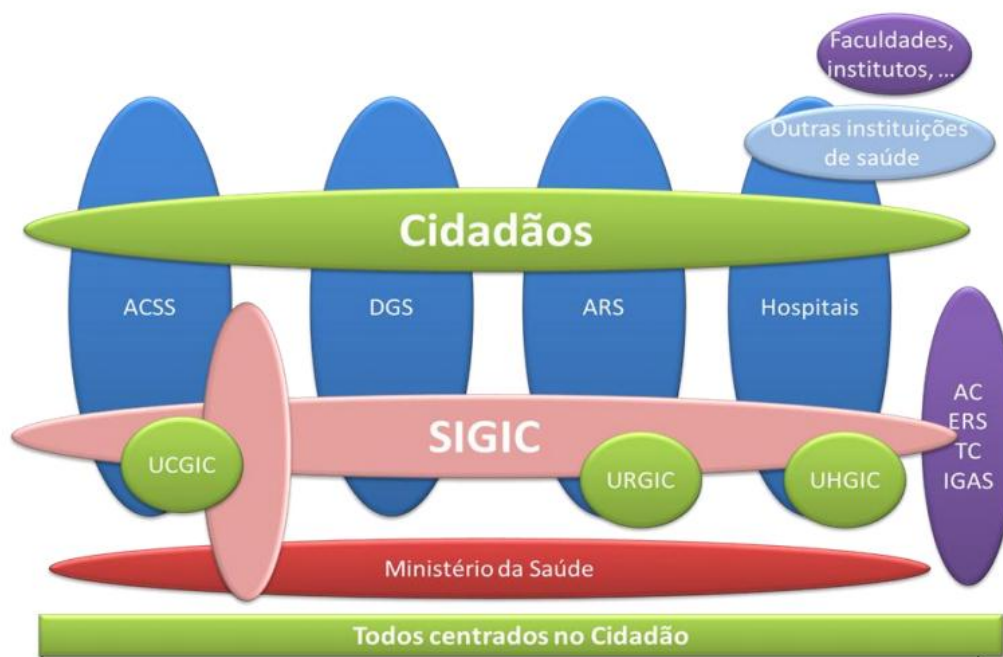 Faculdades,
institutos, ...
Outras instituições
de saúde
Cidadãos
ACSS
DGS
ARS
Hospitais
AC
ERS
TC
IGAS
SIGIC
UCGIC
URGIC
UHGIC
Ministério da Saúde
Todos centrados no Cidadão